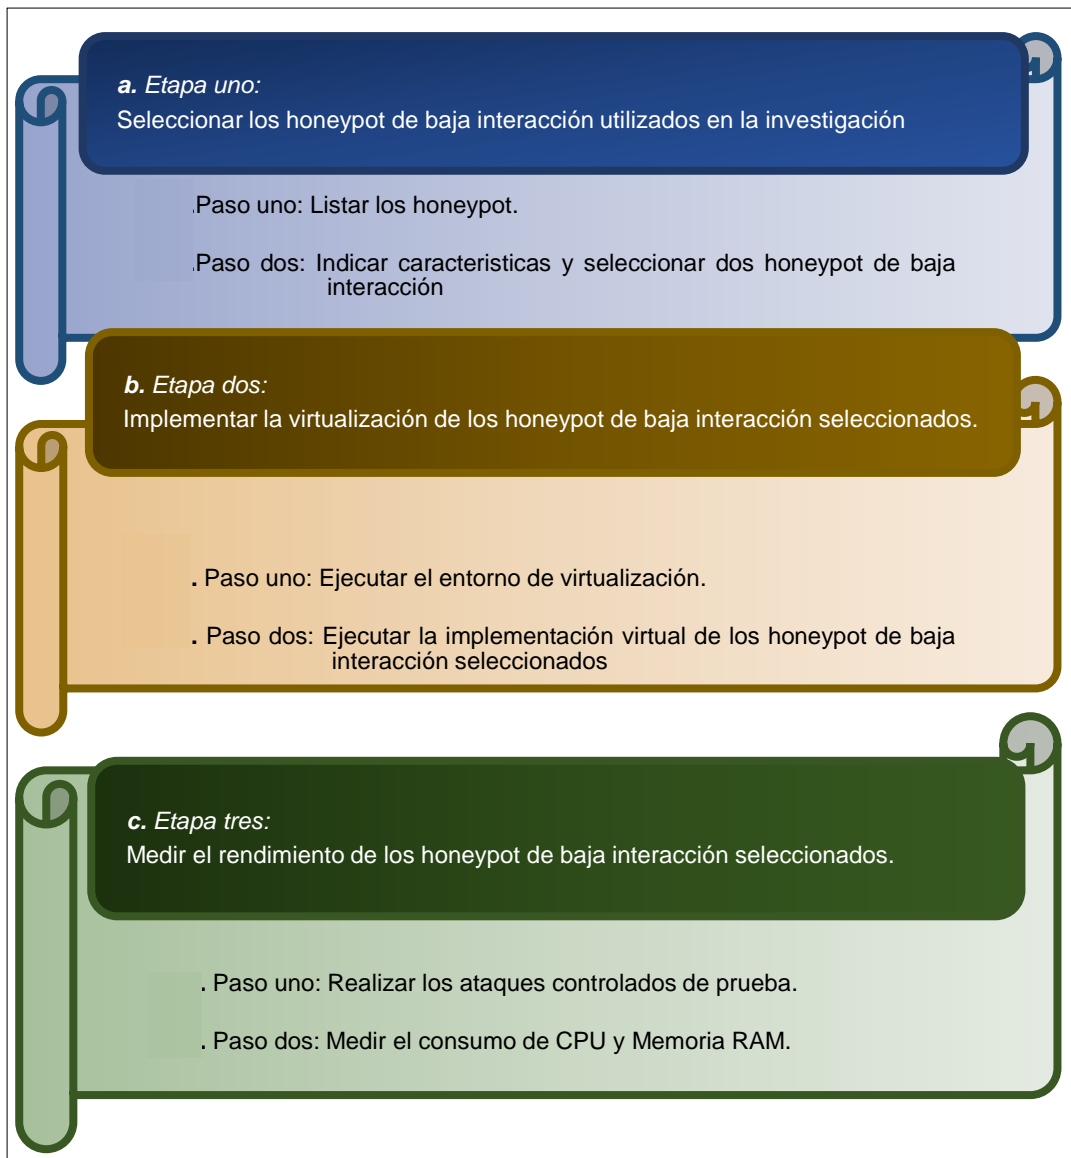 a. Etapa uno:
Seleccionar los honeypot de baja interacción utilizados en la investigación
.Paso uno: Listar los honeypot.
.Paso dos: Indicar caracteristicas y seleccionar dos honeypot de baja
interacción
b. Etapa dos:
Implementar la virtualización de los honeypot de baja interacción seleccionados.
. Paso uno: Ejecutar el entorno de virtualización.
. Paso dos: Ejecutar la implementación virtual de los honeypot de baja
interacción seleccionados
c. Etapa tres:
Medir el rendimiento de los honeypot de baja interacción seleccionados.
. Paso uno: Realizar los ataques controlados de prueba.
. Paso dos: Medir el consumo de CPU y Memoria RAM.